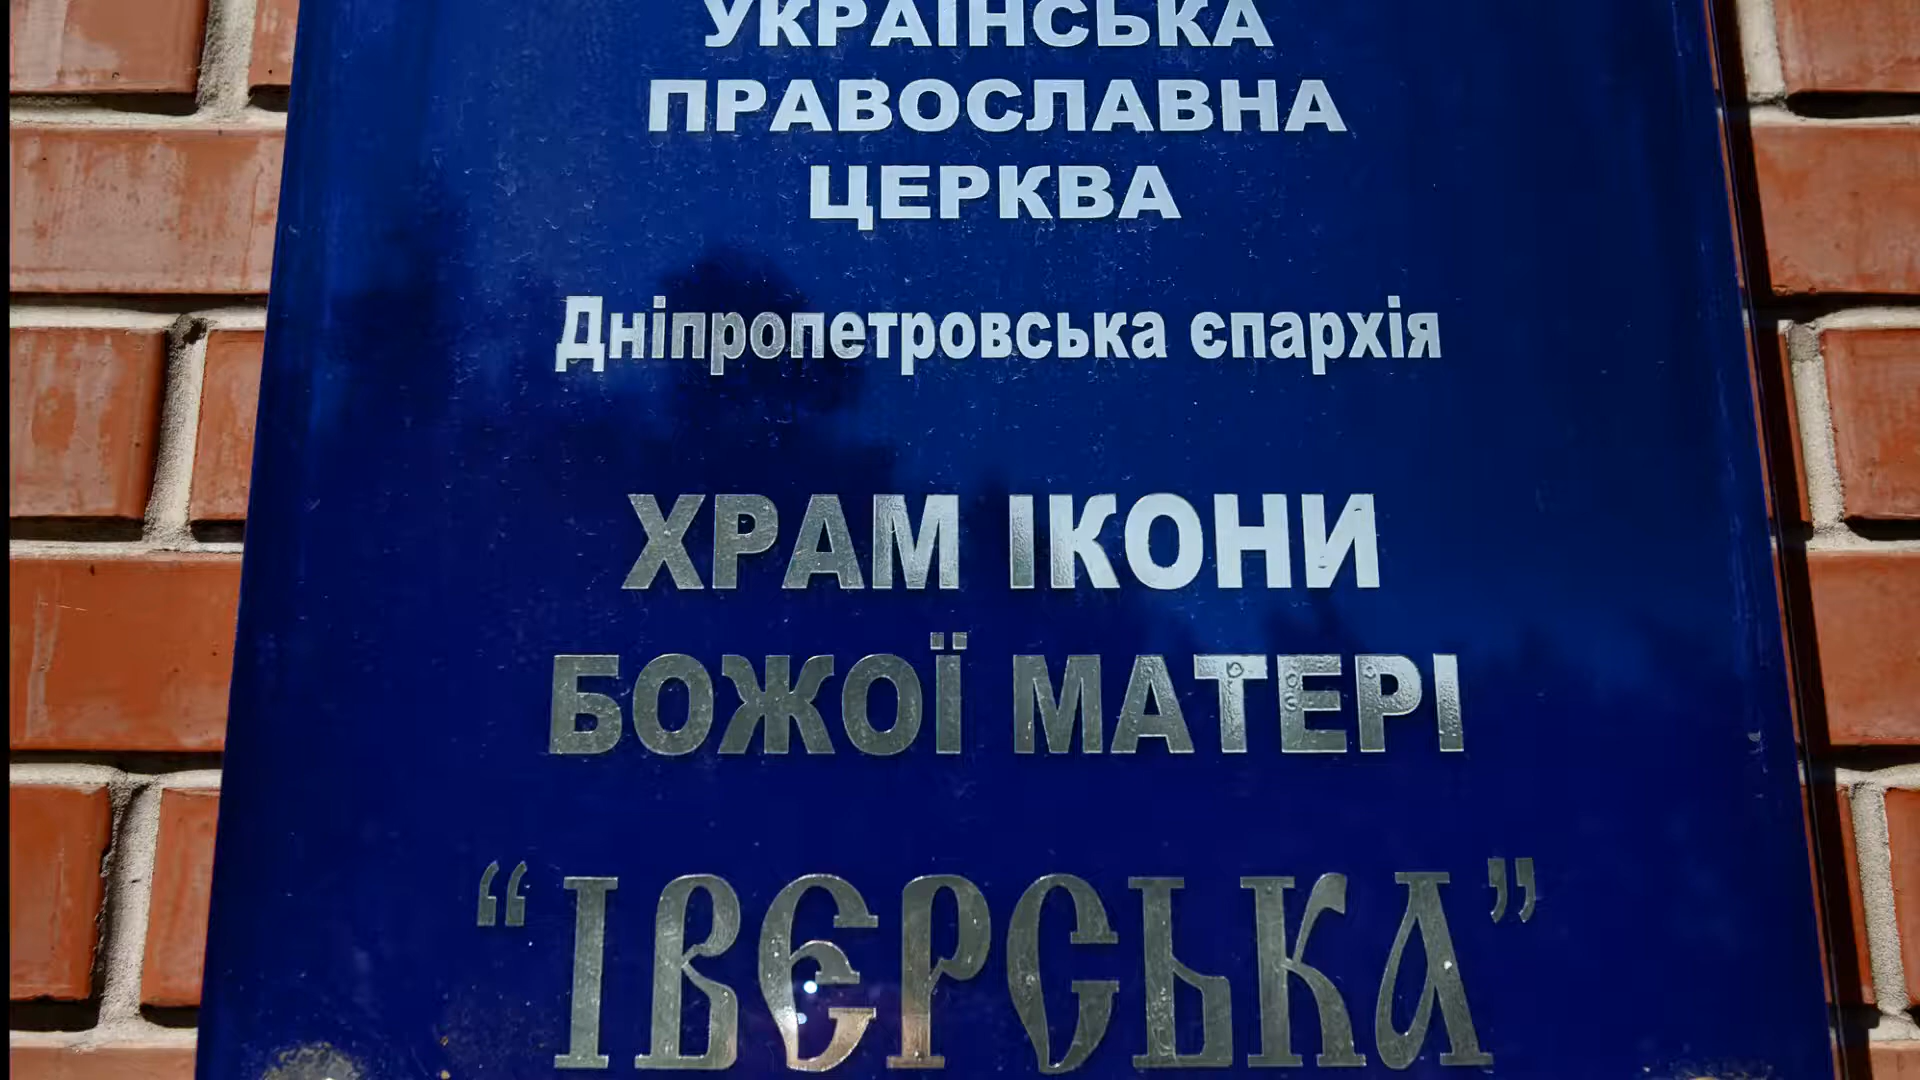 УКРАЇНСЬКА
ПРАВОСЛАВНА
ЦЕРКВА
Дніпропетровська єпархія
ХРАМ ІКОНИ
БОЖОЇ МАТЕРІ
“ІВЕРСЬКА”